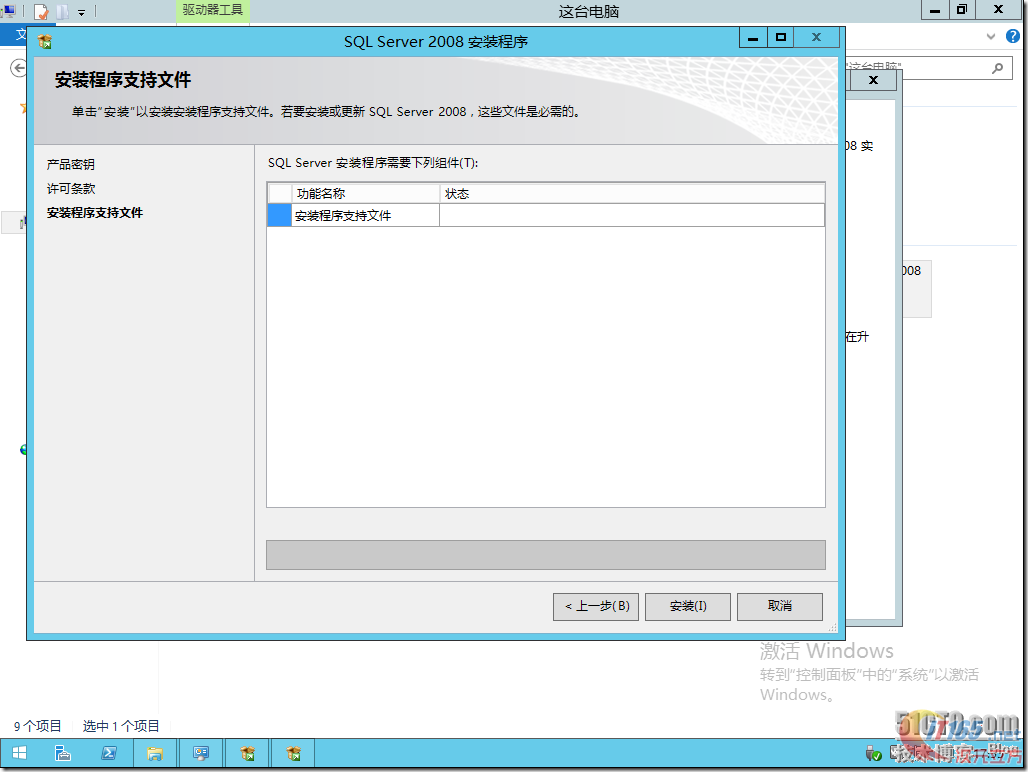 驱动器工具
这台电脑
文
SQL Server 2008 安装程序
"这台电脑"
安装程序支持文件
单击"安装"以安装安装程序支持文件。若要安装或更新 SQL Server 2008，这些文件是必需的。
产品密钥
许可条款
安装程序支持文件
SQL Server 安装程序需要下列组件(T):
功能名称
状态
安装程序支持文件
08 实
008
在升
< 上一步(B)
安装(I)
取消
激活 Windows
转到"控制面板"中的"系统"以激活
Windows。
9 个项目
选中 1 个项目
51CTO.com
技术博客
Blog